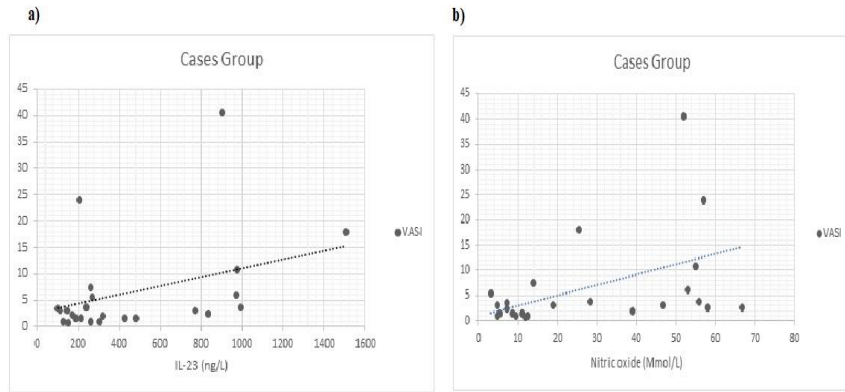 a)
Cases Group
45
40
35
30
25
20
15
10
5
0
0 200 400 600 800 1000 1200 1400 1600
IL-23 (ng/L)
VASI
b)
Cases Group
45
40
35
30
25
20
15
10
5
0
0 10 20 30 40 50 60 70 80
Nitric oxide (Mmol/L)
VASI